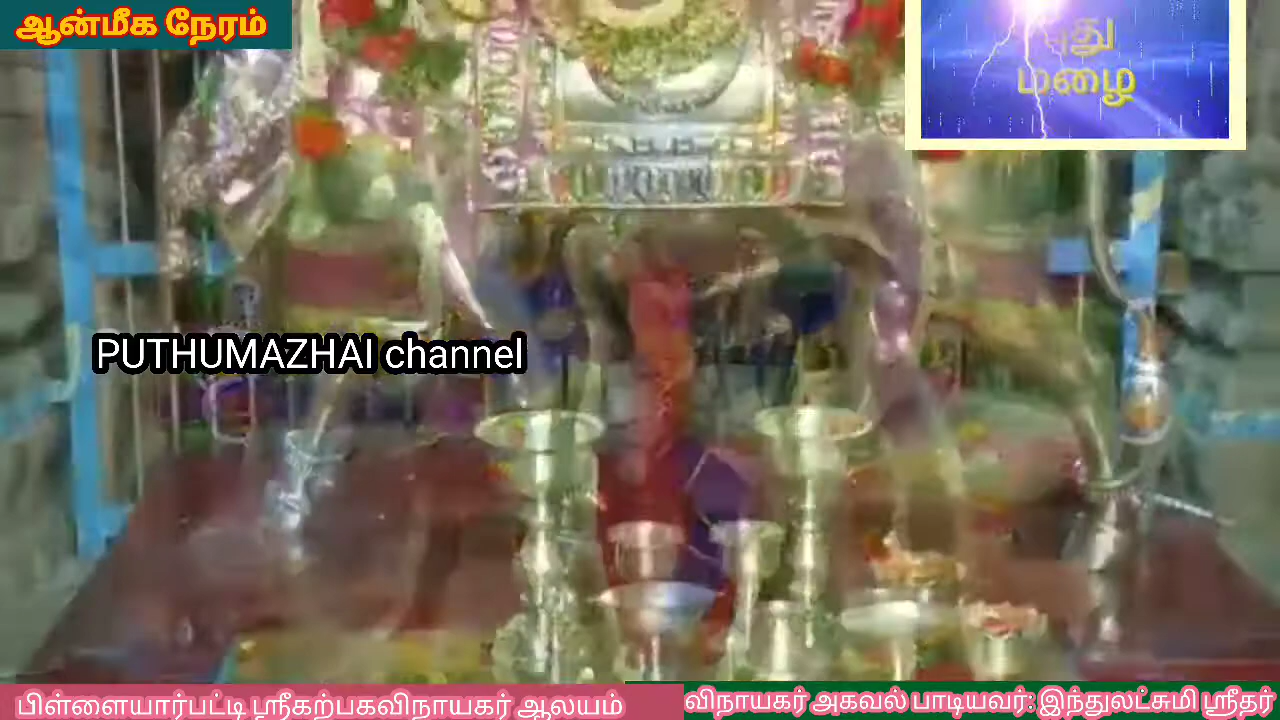 ஆன்மீக நேரம்
மழை
PUTHUMAZHAI channel
பிள்ளையார்பட்டி ஸ்ரீகற்பகவிநாயகர் ஆலயம்
விநாயகர் அகவல் பாடியவர்: இந்துலட்சுமி ஸ்ரீதர்